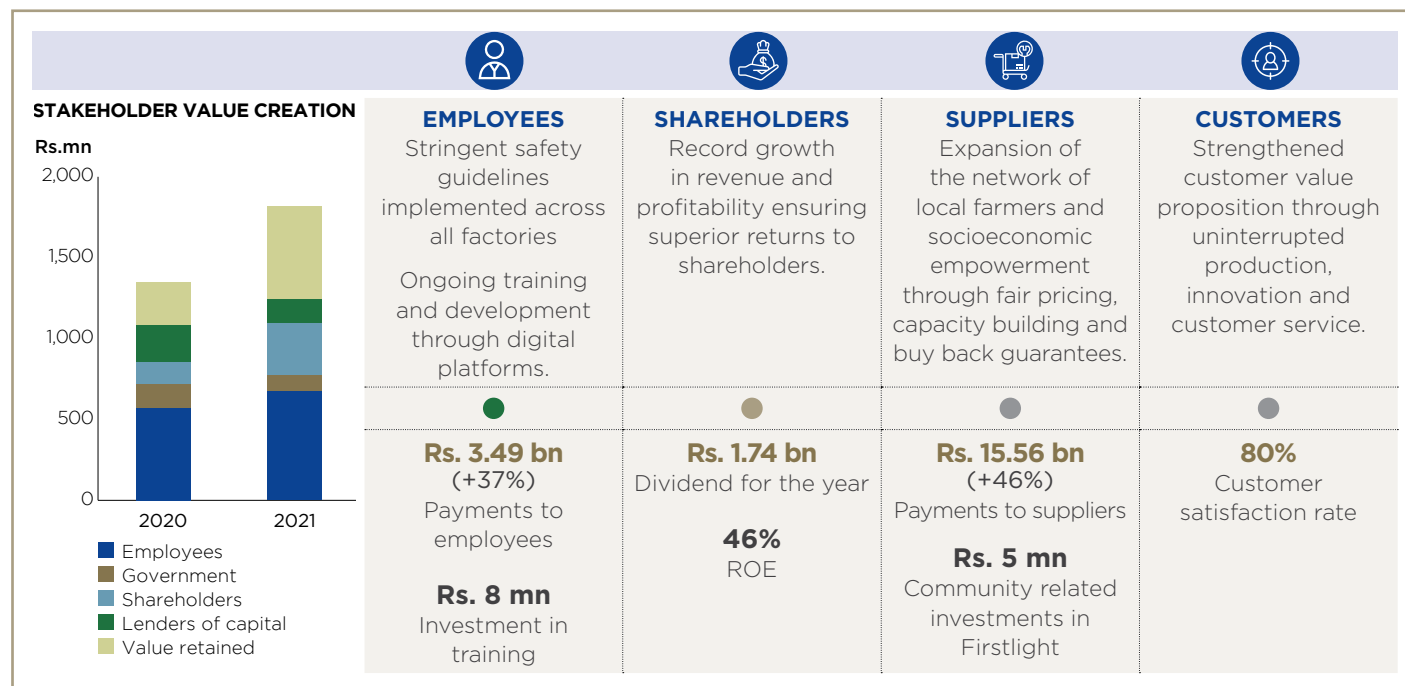 STAKEHOLDER VALUE CREATION
Rs.mn
2,000
1,500
1,000
500
0
2020
2021
Employees
Government
Shareholders
Lenders of capital
Value retained
EMPLOYEES
Stringent safety
guidelines
implemented across
all factories
Ongoing training
and development
through digital
platforms.
Rs. 3.49 bn
(+37%)
Payments to
employees
Rs. 8 mn
Investment in
training
SHAREHOLDERS
Record growth
in revenue and
profitability ensuring
superior returns to
shareholders.
Rs. 1.74 bn
Dividend for the year
46%
ROE
SUPPLIERS
Expansion of
the network of
local farmers and
socioeconomic
empowerment
through fair pricing,
capacity building and
buy back guarantees.
Rs. 15.56 bn
(+46%)
Payments to suppliers
Rs. 5 mn
Community related
investments in
Firstlight
CUSTOMERS
Strengthened
customer value
proposition through
uninterrupted
production,
innovation and
customer service.
80%
Customer
satisfaction rate